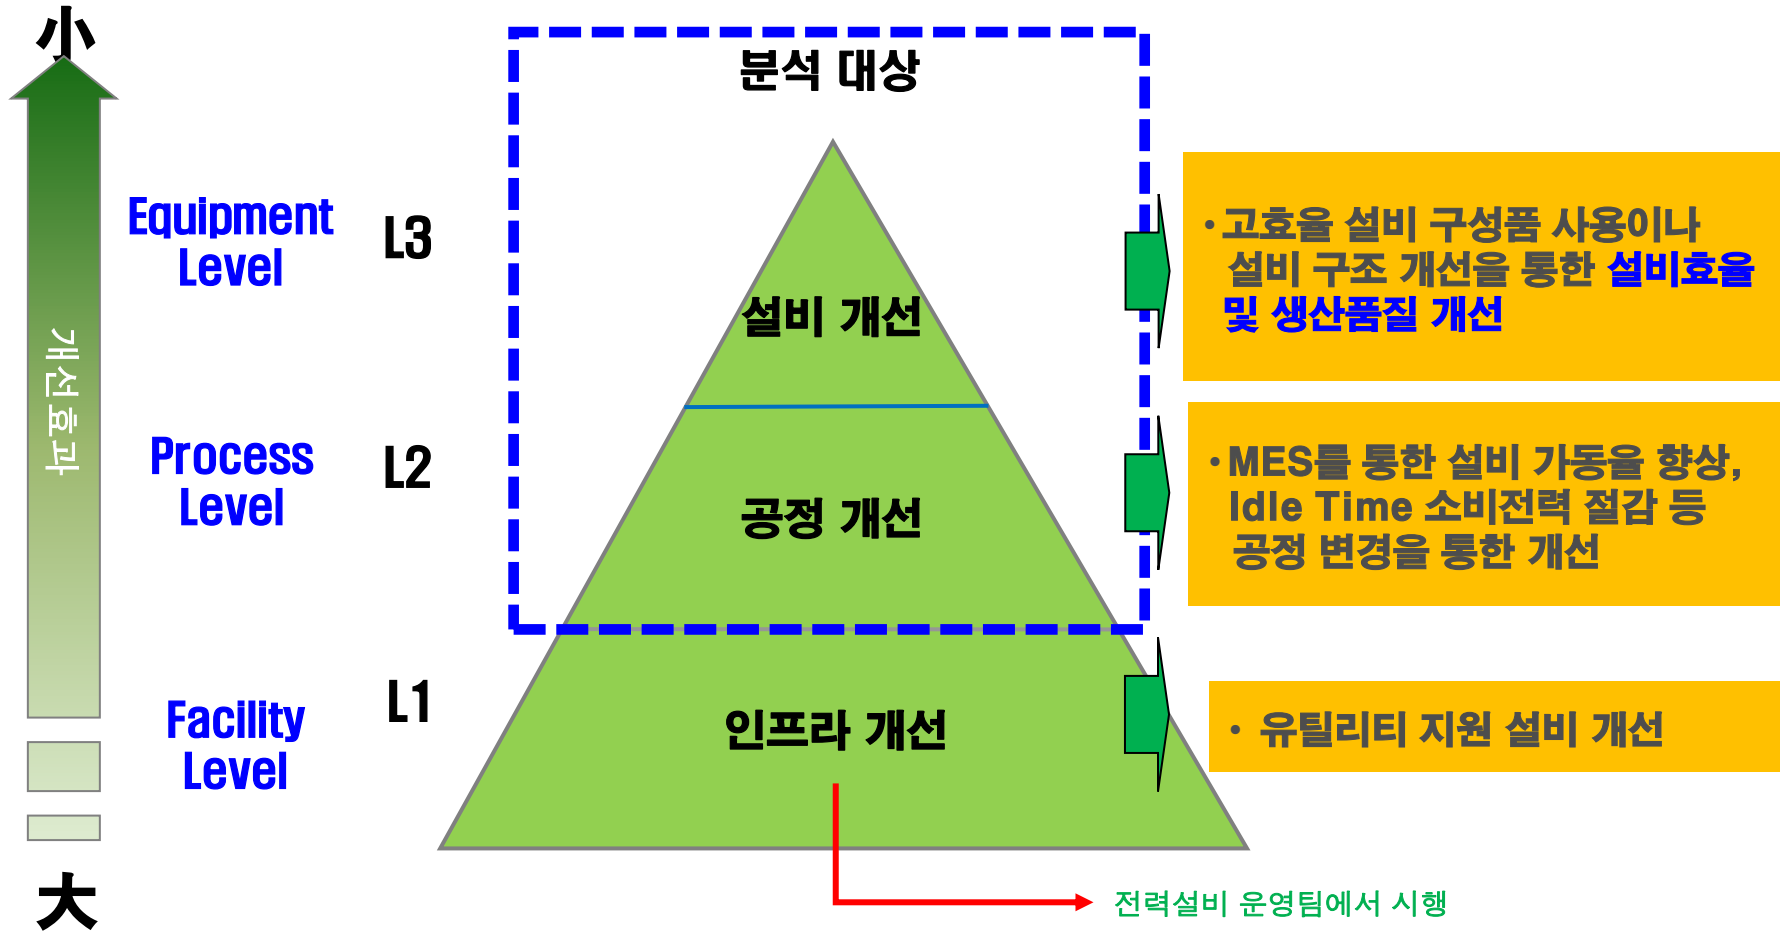 小
개선효과
大
분석 대상
Equipment
Level
L3
설비 개선
• 고효율 설비 구성품 사용이나
설비 구조 개선을 통한 설비효율
및 생산품질 개선
Process
Level
L2
공정 개선
• MES를 통한 설비 가동율 향상,
Idle Time 소비전력 절감 등
공정 변경을 통한 개선
Facility
Level
L1
인프라 개선
• 유틸리티 지원 설비 개선
전력설비 운영팀에서 시행